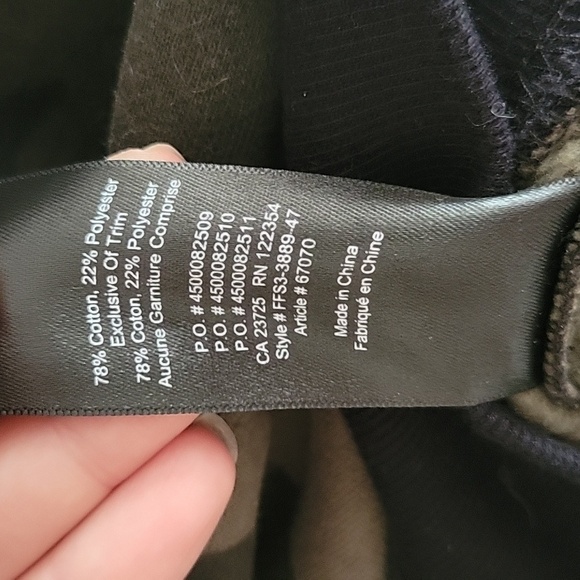 78% Cotton, 22% Polyester
Exclusive Of Trim
78% Coton, 22% Polyester
Aucune Garniture Comprise
P.O. # 4500082509
P.O. # 4500082510
P.O. # 4500082511
CA 23725 RN 122354
Style # FFS3-3889-47
Article # 67070
Made in China
Fabriqué en Chine